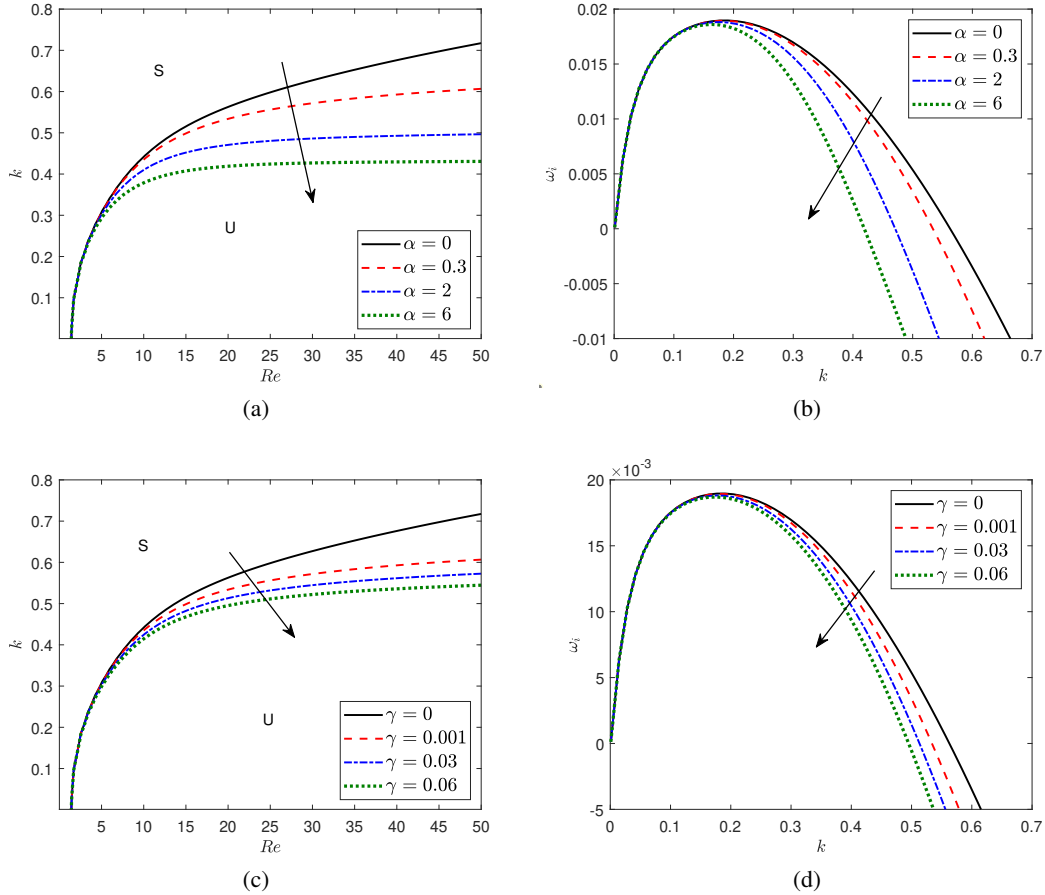 0.8
0.7
0.6
0.5
0.4
0.3
0.2
0.1
k
S
U
α = 0
α = 0.3
α = 2
α = 6
5 10 15 20 25 30 35 40 45 50
Re
(a)
0.02
0.015
0.01
0.005
0
-0.005
-0.01
ω_i
α = 0
α = 0.3
α = 2
α = 6
0 0.1 0.2 0.3 0.4 0.5 0.6 0.7
k
(b)
0.8
0.7
0.6
0.5
0.4
0.3
0.2
0.1
k
S
U
γ = 0
γ = 0.001
γ = 0.03
γ = 0.06
5 10 15 20 25 30 35 40 45 50
Re
(c)
×10⁻³
20
15
10
5
0
-5
ω_i
γ = 0
γ = 0.001
γ = 0.03
γ = 0.06
0 0.1 0.2 0.3 0.4 0.5 0.6 0.7
k
(d)